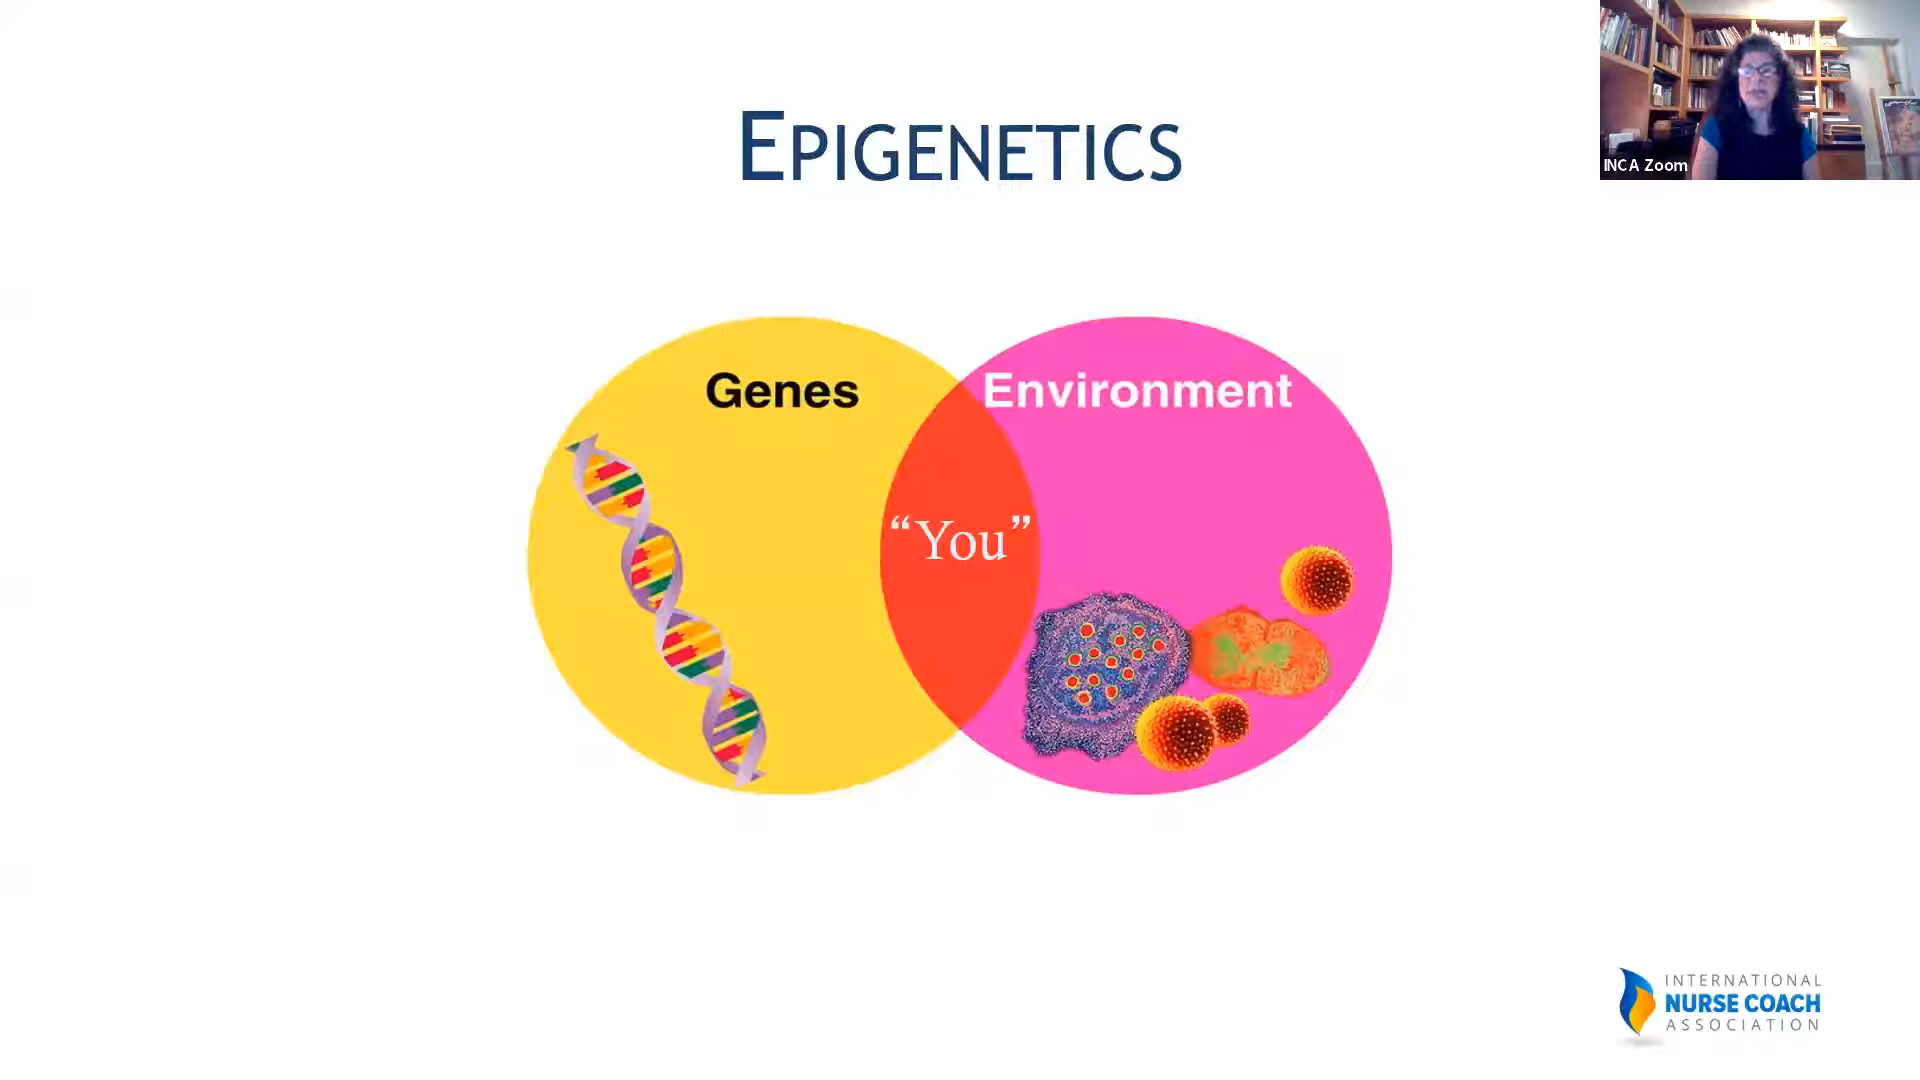 EPIGENETICS
Genes
Environment
“You”
INCA Zoom
INTERNATIONAL
NURSE COACH
ASSOCIATION